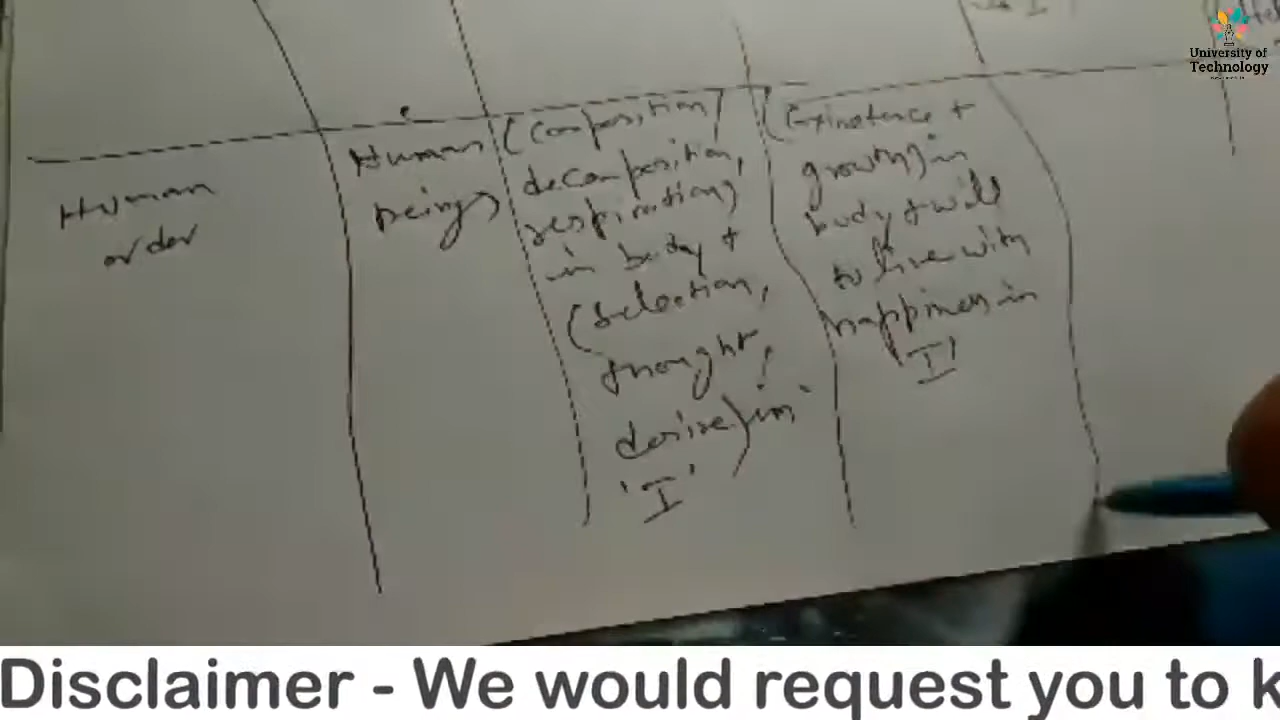 University of
Technology
Human
order
Human
beings
(Composition,
decomposition,
respiration)
in body +
(Selection,
thought,
desire) in
'I'
(Existence +
growth) in
body + will
to live with
happiness in
'I'
Disclaimer - We would request you to k